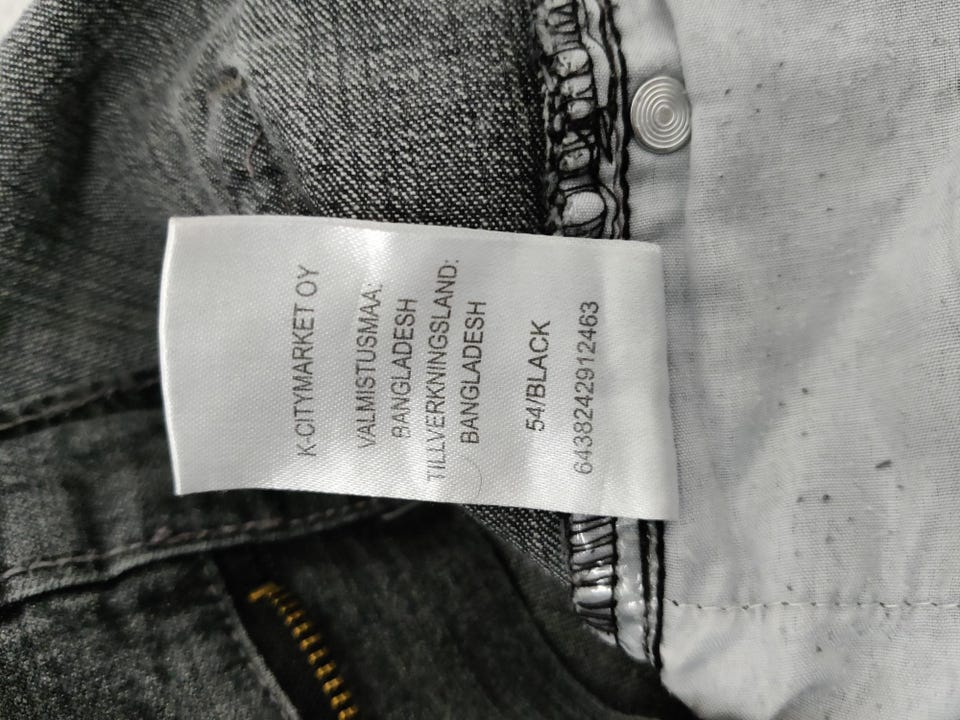 K-CITYMARKET OY
VALMISTUSMAA:
BANGLADESH
TILLVERKNINGSLAND:
BANGLADESH
54/BLACK
6438242912463